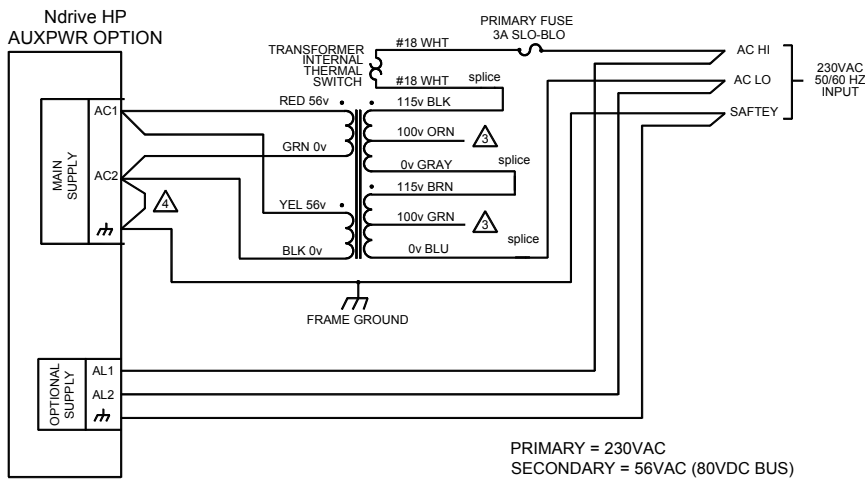 Ndrive HP
AUXPWR OPTION
PRIMARY FUSE
3A SLO-BLO
#18 WHT
TRANSFORMER
INTERNAL
THERMAL
SWITCH
#18 WHT
splice
AC HI
AC LO
SAFTEY
230VAC
50/60 HZ
INPUT
MAIN
SUPPLY
AC1
AC2
RED 56v
GRN 0v
YEL 56v
BLK 0v
115v BLK
100v ORN
3
0v GRAY
splice
115v BRN
100v GRN
3
0v BLU
splice
4
FRAME GROUND
OPTIONAL
SUPPLY
AL1
AL2
PRIMARY = 230VAC
SECONDARY = 56VAC (80VDC BUS)